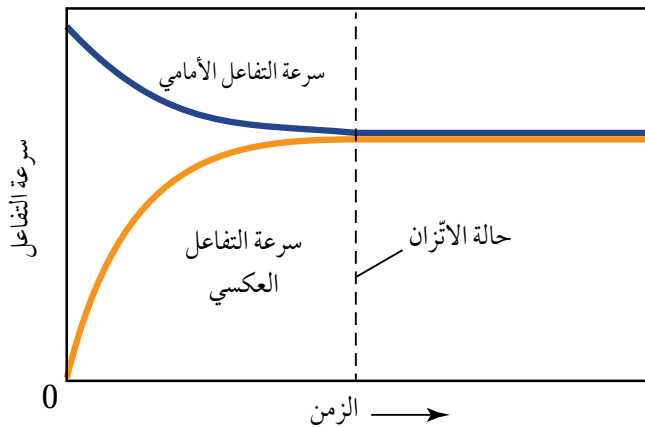 سرعة التفاعل الأمامي
سرعة التفاعل
سرعة التفاعل
العكسي
حالة الاتّزان
0
الزمن